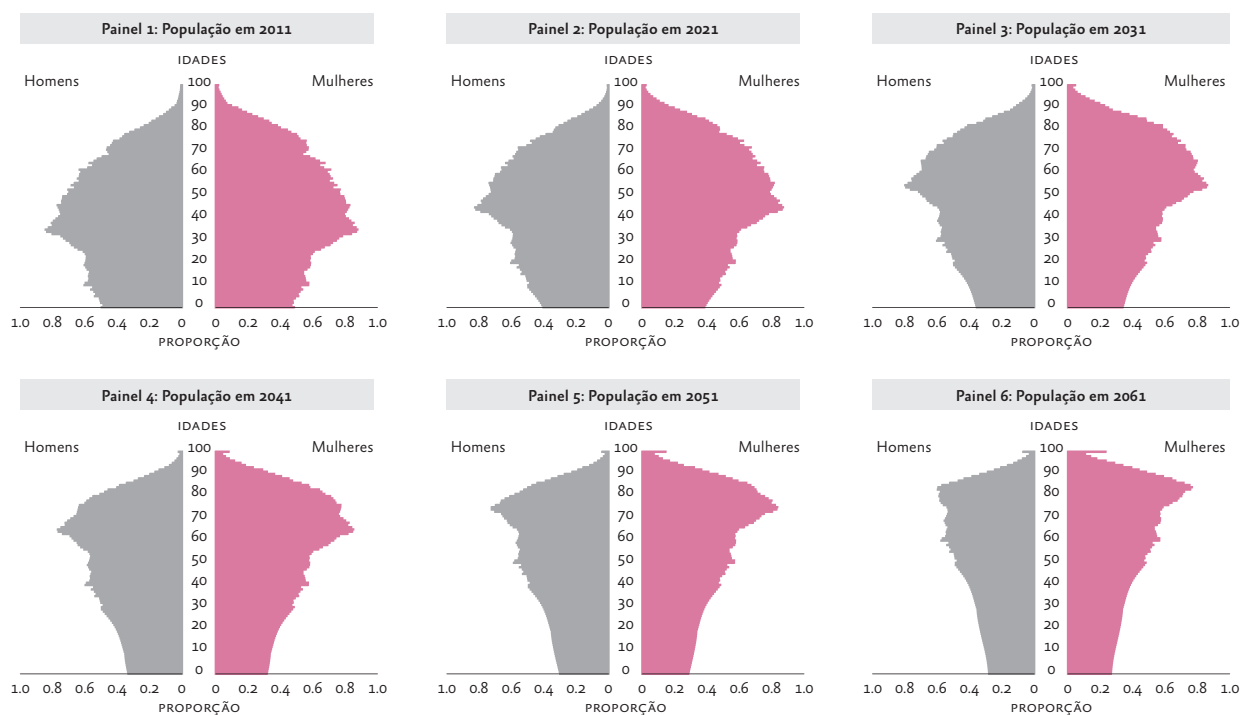 Painel 1: População em 2011
IDADES
Homens
100
Mulheres
90
80
70
60
50
40
30
20
10
0
1.0 0.8 0.6 0.4 0.2 0 0 0.2 0.4 0.6 0.8 1.0
PROPORÇÃO
Painel 2: População em 2021
IDADES
Homens
100
Mulheres
90
80
70
60
50
40
30
20
10
0
1.0 0.8 0.6 0.4 0.2 0 0 0.2 0.4 0.6 0.8 1.0
PROPORÇÃO
Painel 3: População em 2031
IDADES
Homens
100
Mulheres
90
80
70
60
50
40
30
20
10
0
1.0 0.8 0.6 0.4 0.2 0 0 0.2 0.4 0.6 0.8 1.0
PROPORÇÃO
Painel 4: População em 2041
IDADES
Homens
100
Mulheres
90
80
70
60
50
40
30
20
10
0
1.0 0.8 0.6 0.4 0.2 0 0 0.2 0.4 0.6 0.8 1.0
PROPORÇÃO
Painel 5: População em 2051
IDADES
Homens
100
Mulheres
90
80
70
60
50
40
30
20
10
0
1.0 0.8 0.6 0.4 0.2 0 0 0.2 0.4 0.6 0.8 1.0
PROPORÇÃO
Painel 6: População em 2061
IDADES
Homens
100
Mulheres
90
80
70
60
50
40
30
20
10
0
1.0 0.8 0.6 0.4 0.2 0 0 0.2 0.4 0.6 0.8 1.0
PROPORÇÃO